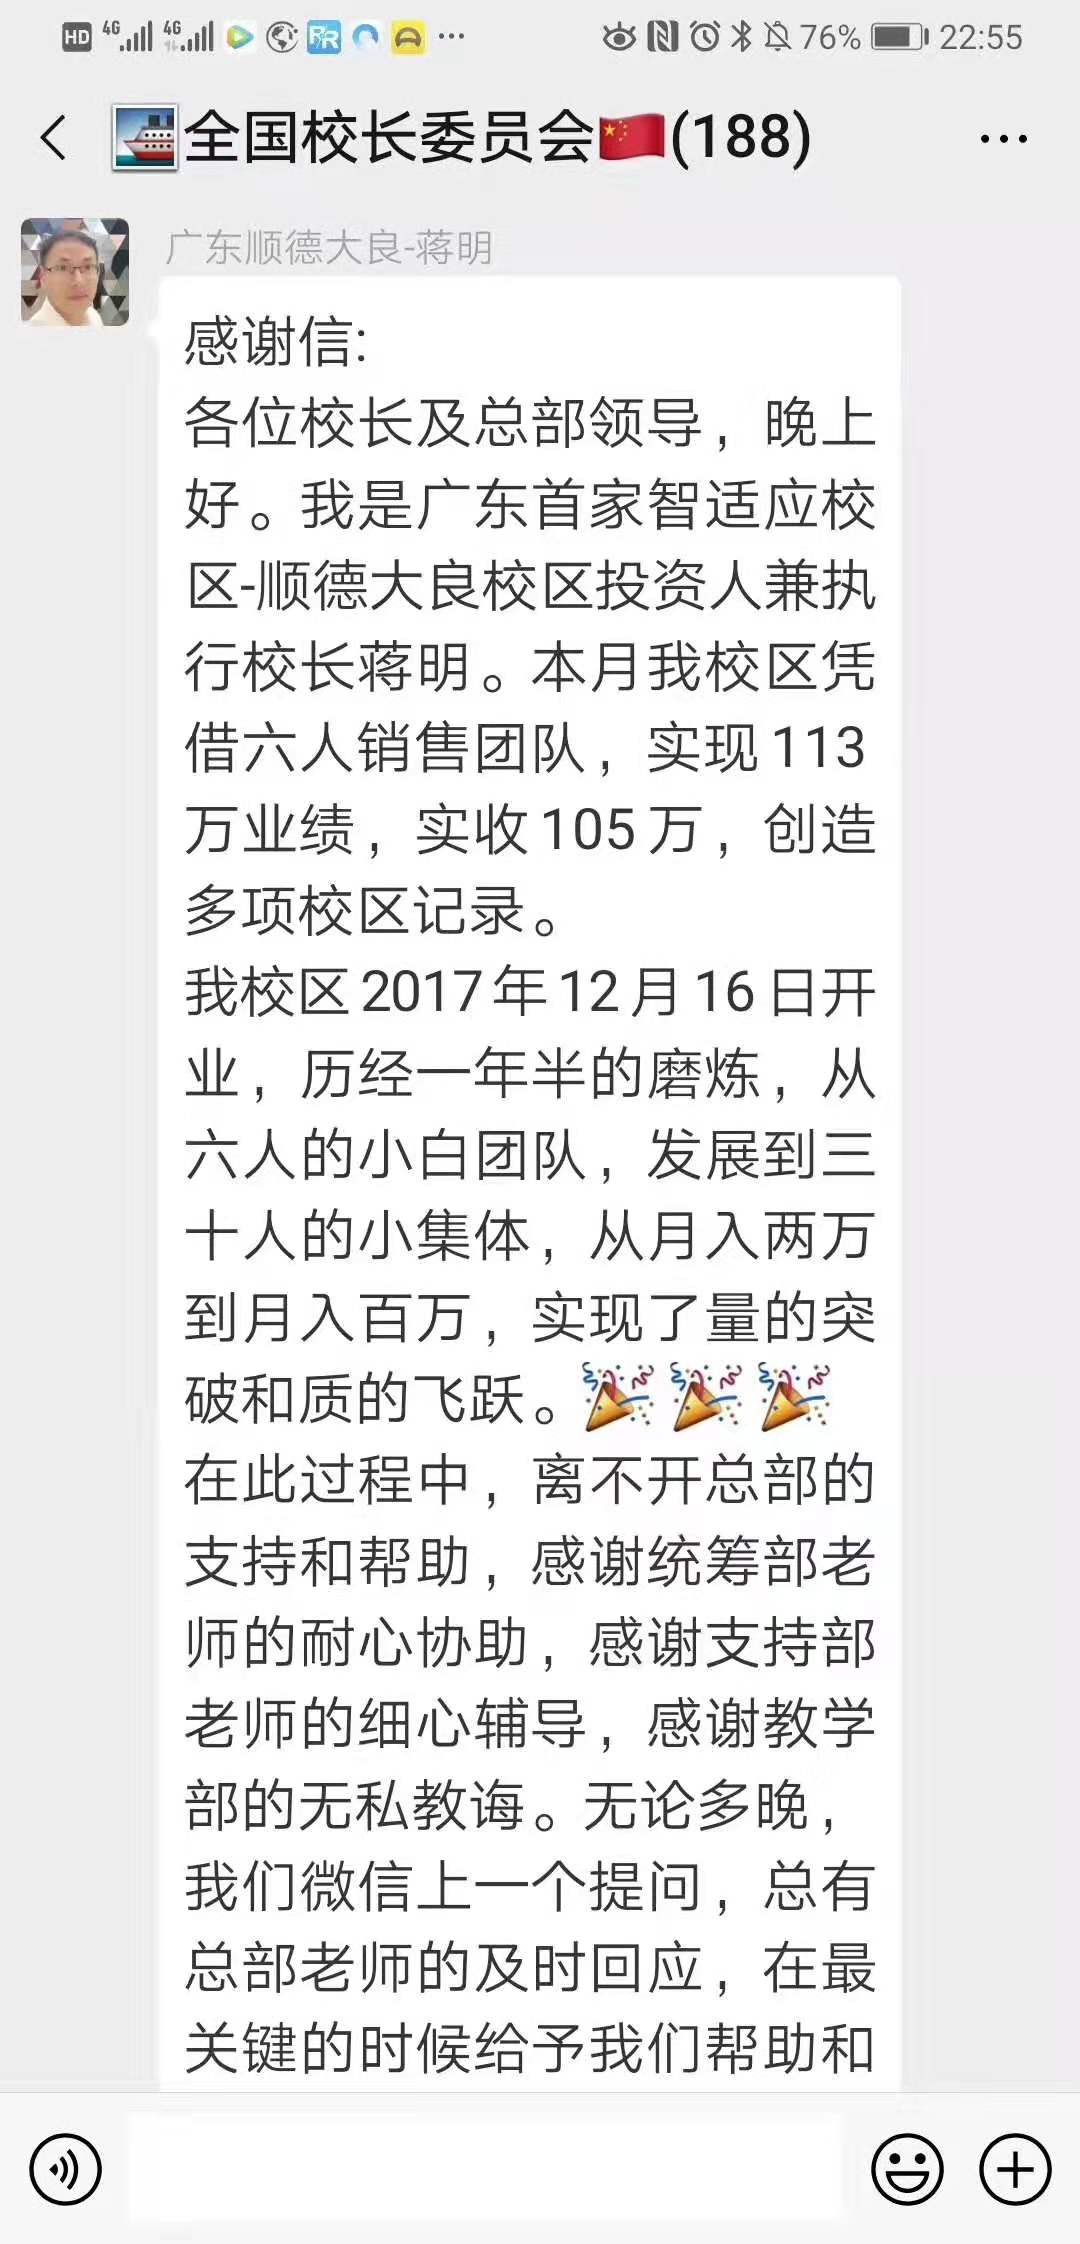 HD 4G 4G 76% 22:55
全国校长委员会🇨🇳(188)
广东顺德大良-蒋明
感谢信:
各位校长及总部领导，晚上
好。我是广东首家智适应校
区-顺德大良校区投资人兼执
行校长蒋明。本月我校区凭
借六人销售团队，实现113
万业绩，实收105万，创造
多项校区记录。
我校区2017年12月16日开
业，历经一年半的磨炼，从
六人的小白团队，发展到三
十人的小集体，从月入两万
到月入百万，实现了量的突
破和质的飞跃。🎉🎉🎉
在此过程中，离不开总部的
支持和帮助，感谢统筹部老
师的耐心协助，感谢支持部
老师的细心辅导，感谢教学
部的无私教诲。无论多晚，
我们微信上一个提问，总有
总部老师的及时回应，在最
关键的时候给予我们帮助和